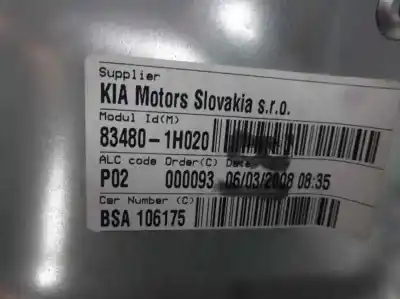 Supplier
KIA Motors Slovakia s.r.o.
Modul Id(M)
83480-1H020
ALC code Order(C) Date
P02 000093 06/03/2008 08:35
Car Number (C)
BSA 106175